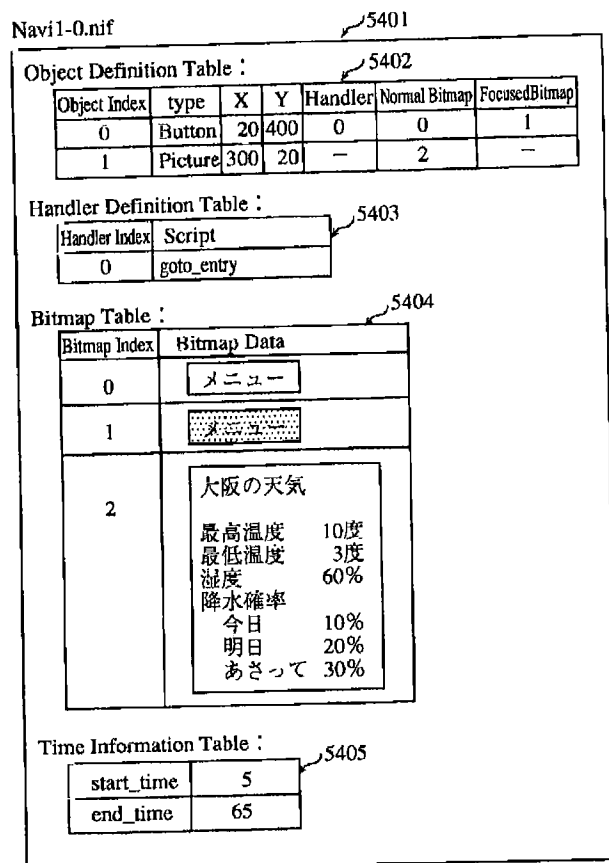 Navi1-0.nif
5401
Object Definition Table :
5402
Object Index type X Y Handler Normal Bitmap FocusedBitmap
0 Button 20 400 0 0 1
1 Picture 300 20 - 2 -
Handler Definition Table :
5403
Handler Index Script
0 goto_entry
Bitmap Table :
5404
Bitmap Index Bitmap Data
0 メニュー
1 メニュー
2 大阪の天気
最高温度 10度
最低温度 3度
湿度 60%
降水確率
今日 10%
明日 20%
あさって 30%
Time Information Table :
5405
start_time 5
end_time 65